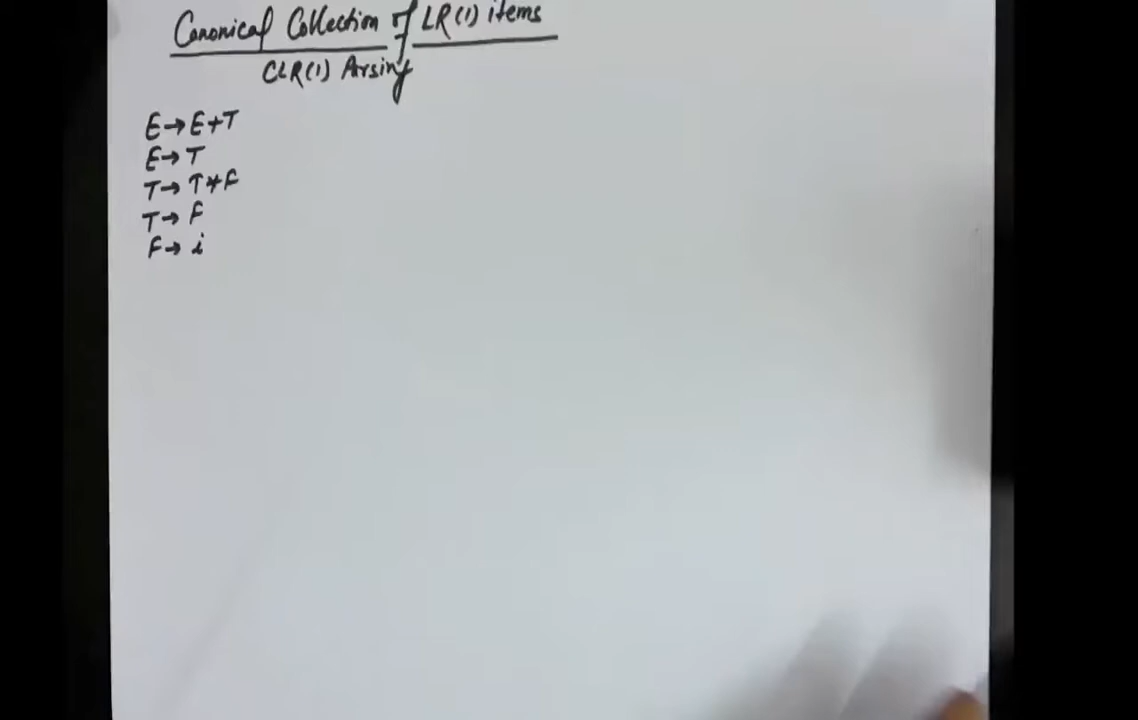 Canonical Collection of LR(1) items
CLR(1) Parsing
E→ E+T
E→ T
T→ T*F
T→ F
F→ i